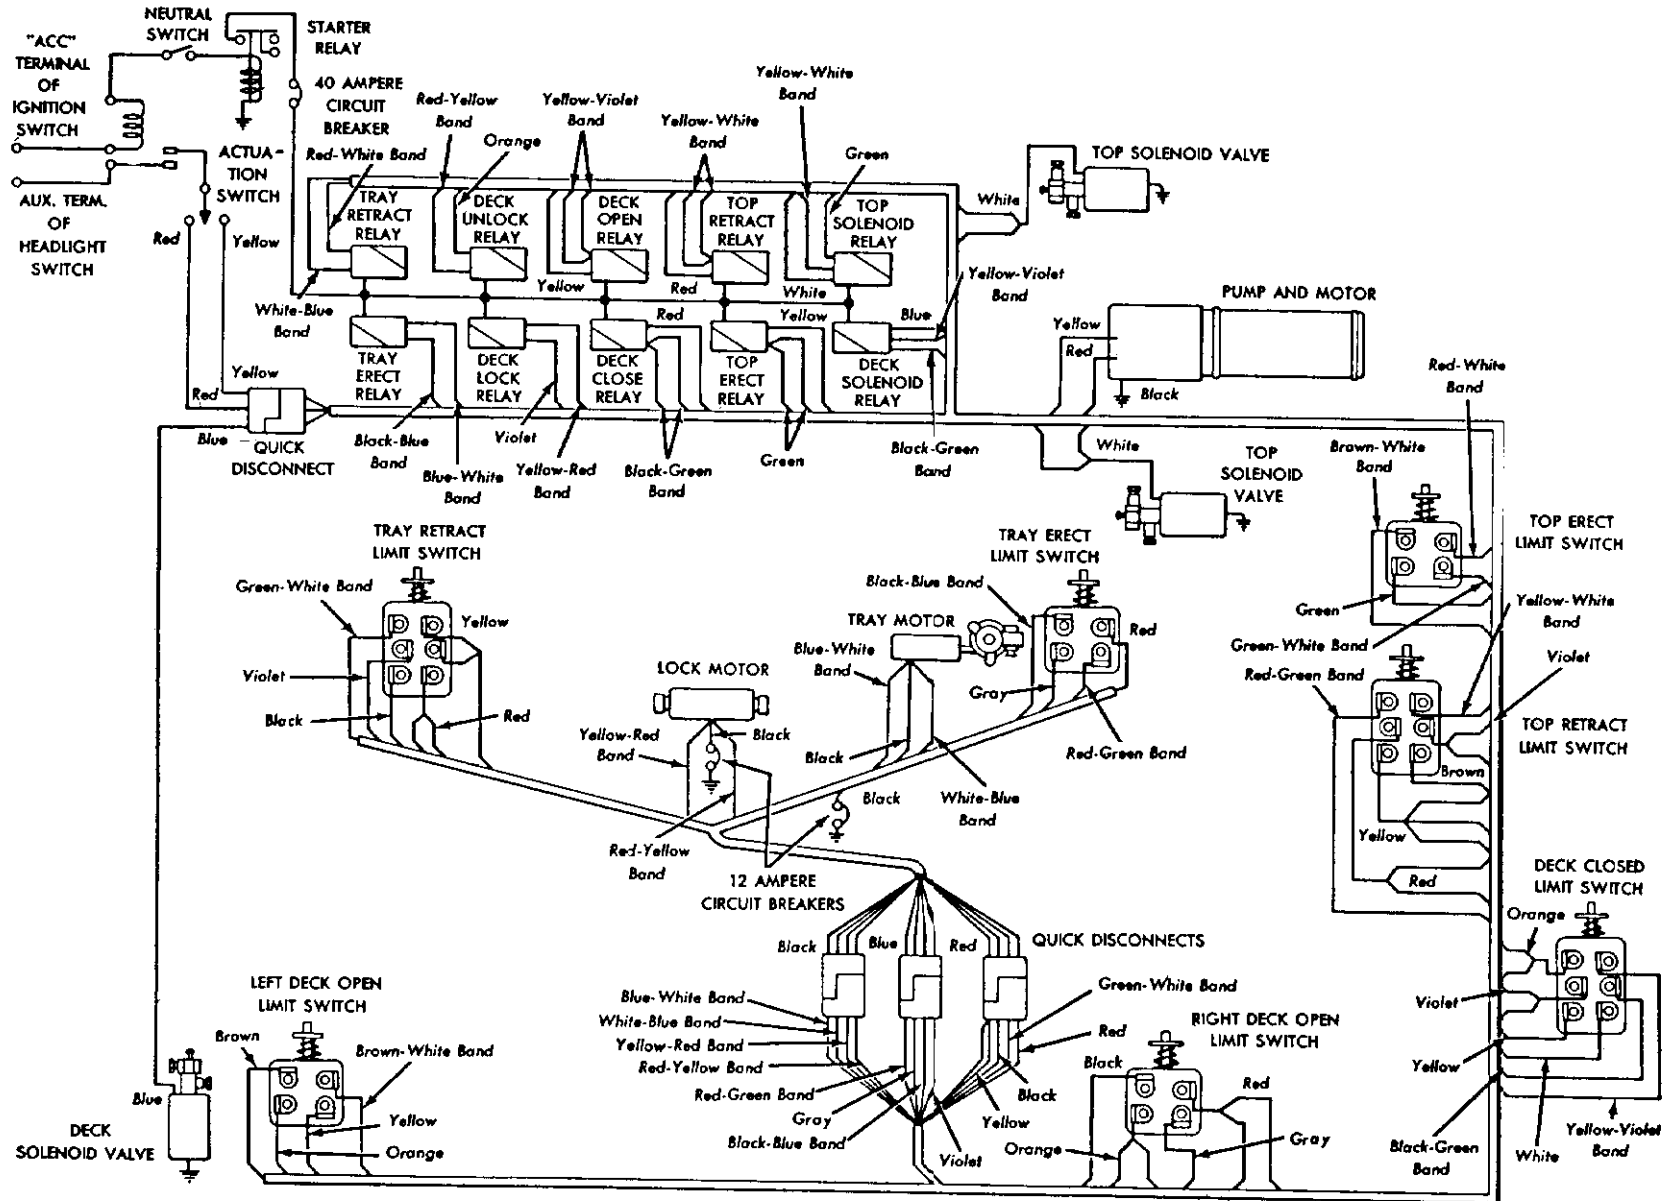 NEUTRAL
SWITCH
STARTER
RELAY
"ACC"
TERMINAL
OF
IGNITION
SWITCH
40 AMPERE
CIRCUIT
BREAKER
ACTUA-
TION
SWITCH
AUX. TERM.
OF
HEADLIGHT
SWITCH
Red
Yellow
Red-White Band
Red-Yellow
Band
Orange
Yellow-Violet
Band
Yellow-White
Band
Yellow-White
Band
Green
TOP SOLENOID VALVE
White
TRAY
RETRACT
RELAY
DECK
UNLOCK
RELAY
DECK
OPEN
RELAY
TOP
RETRACT
RELAY
TOP
SOLENOID
RELAY
Yellow-Violet
Band
White-Blue
Band
Yellow
Red
White
Red
Yellow
Blue
PUMP AND MOTOR
Yellow
Red
Black
TRAY
ERECT
RELAY
DECK
LOCK
RELAY
DECK
CLOSE
RELAY
TOP
ERECT
RELAY
DECK
SOLENOID
RELAY
Yellow
Red
Blue
QUICK
DISCONNECT
Black-Blue
Band
Blue-White
Band
Violet
Yellow-Red
Band
Black-Green
Band
Green
Black-Green
Band
White
TOP
SOLENOID
VALVE
Red-White
Band
Brown-White
Band
TOP ERECT
LIMIT SWITCH
Green
Green-White Band
Yellow-White
Band
Violet
Red-Green Band
TOP RETRACT
LIMIT SWITCH
Brown
Yellow
Red
TRAY RETRACT
LIMIT SWITCH
Green-White Band
Yellow
Violet
Black
Red
LOCK MOTOR
Yellow-Red
Band
Black
Red-Yellow
Band
12 AMPERE
CIRCUIT BREAKERS
TRAY MOTOR
Blue-White
Band
Black
Black
White-Blue
Band
TRAY ERECT
LIMIT SWITCH
Black-Blue Band
Red
Gray
Red-Green Band
DECK CLOSED
LIMIT SWITCH
Orange
Violet
Yellow
Black-Green
Band
White
Yellow-Violet
Band
Black
Blue
Red
QUICK DISCONNECTS
Blue-White Band
White-Blue Band
Yellow-Red Band
Red-Yellow Band
Red-Green Band
Gray
Black-Blue Band
Violet
Yellow
Black
Red
Green-White Band
LEFT DECK OPEN
LIMIT SWITCH
Brown
Brown-White Band
Yellow
Orange
Blue
DECK
SOLENOID VALVE
RIGHT DECK OPEN
LIMIT SWITCH
Black
Red
Orange
Gray